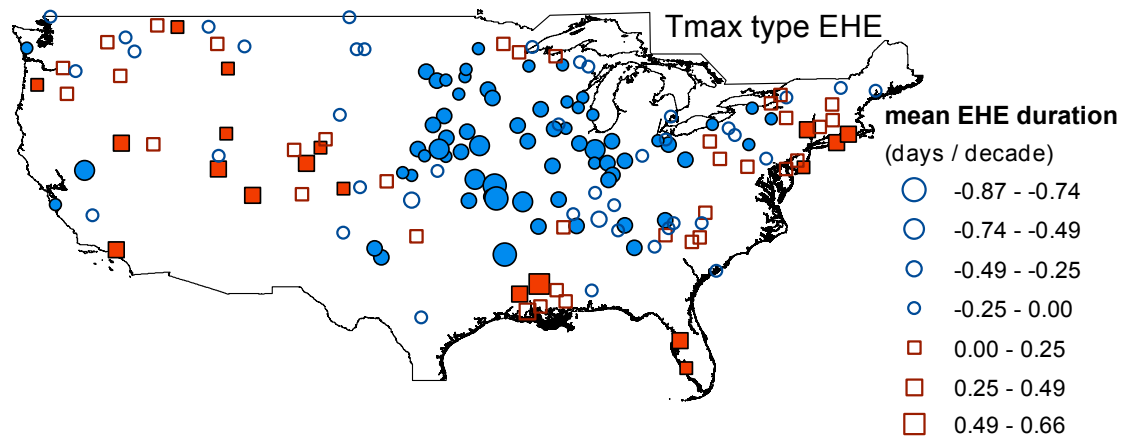 Tmax type EHE
mean EHE duration
(days / decade)
-0.87 - -0.74
-0.74 - -0.49
-0.49 - -0.25
-0.25 - 0.00
0.00 - 0.25
0.25 - 0.49
0.49 - 0.66